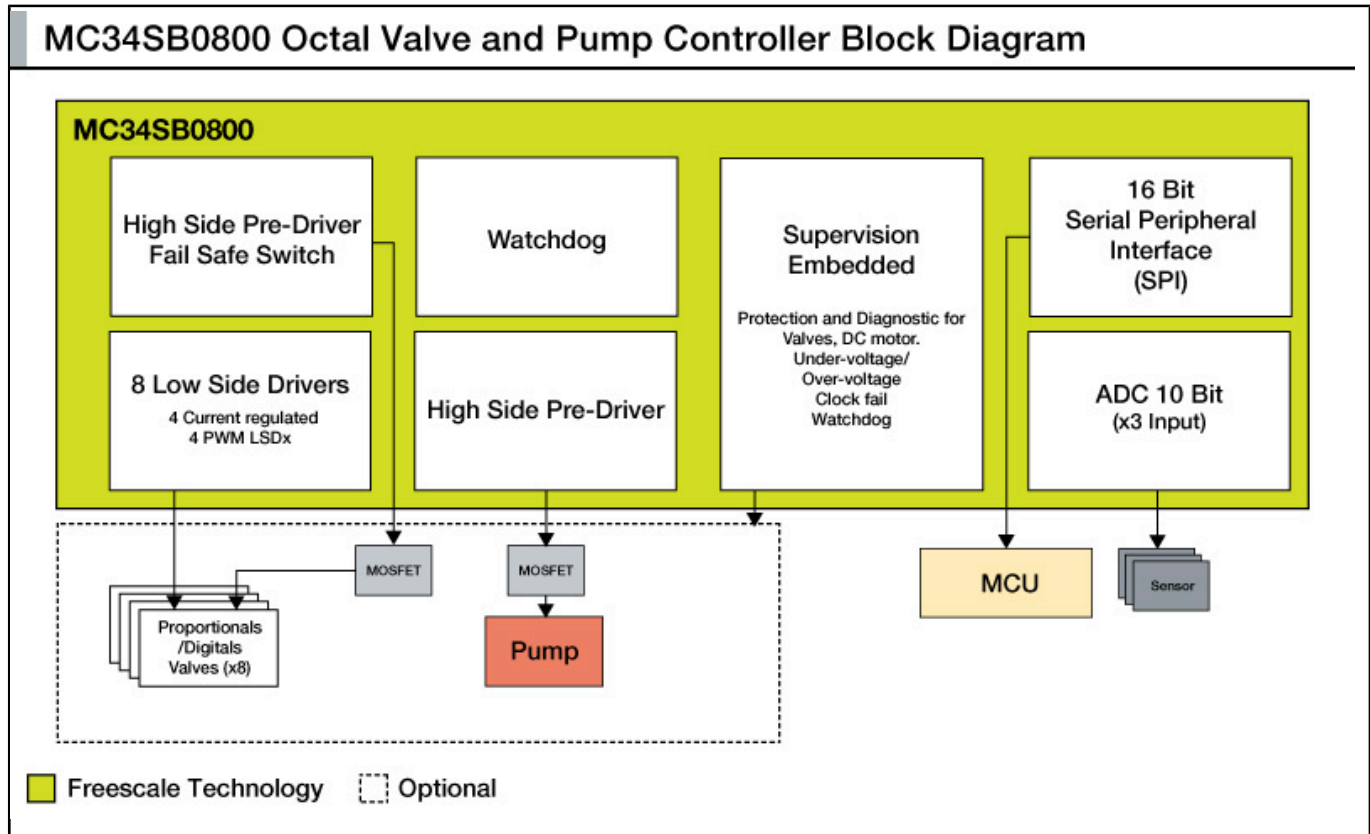 MC34SB0800 Octal Valve and Pump Controller Block Diagram
MC34SB0800
High Side Pre-Driver
Fail Safe Switch
Watchdog
Supervision
Embedded
Protection and Diagnostic for
Valves, DC motor.
Under-voltage/
Over-voltage
Clock fail
Watchdog
16 Bit
Serial Peripheral
Interface
(SPI)
8 Low Side Drivers
4 Current regulated
4 PWM LSDx
High Side Pre-Driver
ADC 10 Bit
(x3 Input)
MOSFET
MOSFET
MCU
Sensor
Proportionals
/Digitals
Valves (x8)
Pump
Freescale Technology
Optional